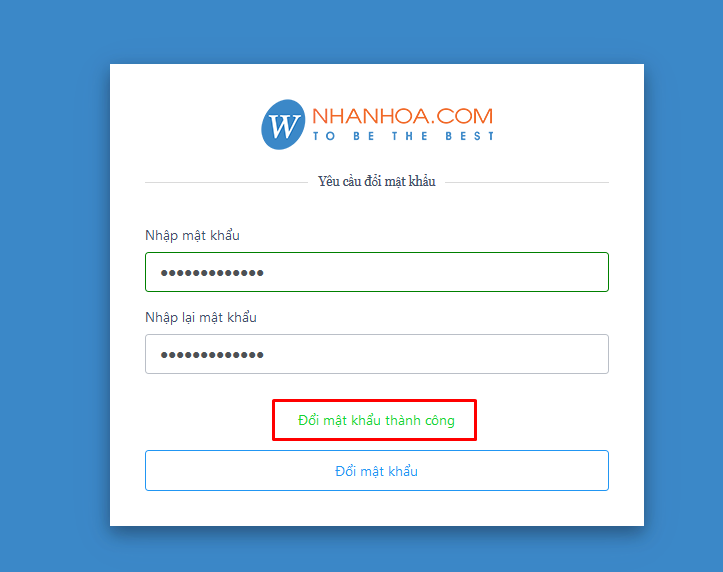 W NHANHOA.COM
TO BE THE BEST
Yêu cầu đổi mật khẩu
Nhập mật khẩu
•••••••••••••
Nhập lại mật khẩu
•••••••••••••
Đổi mật khẩu thành công
Đổi mật khẩu